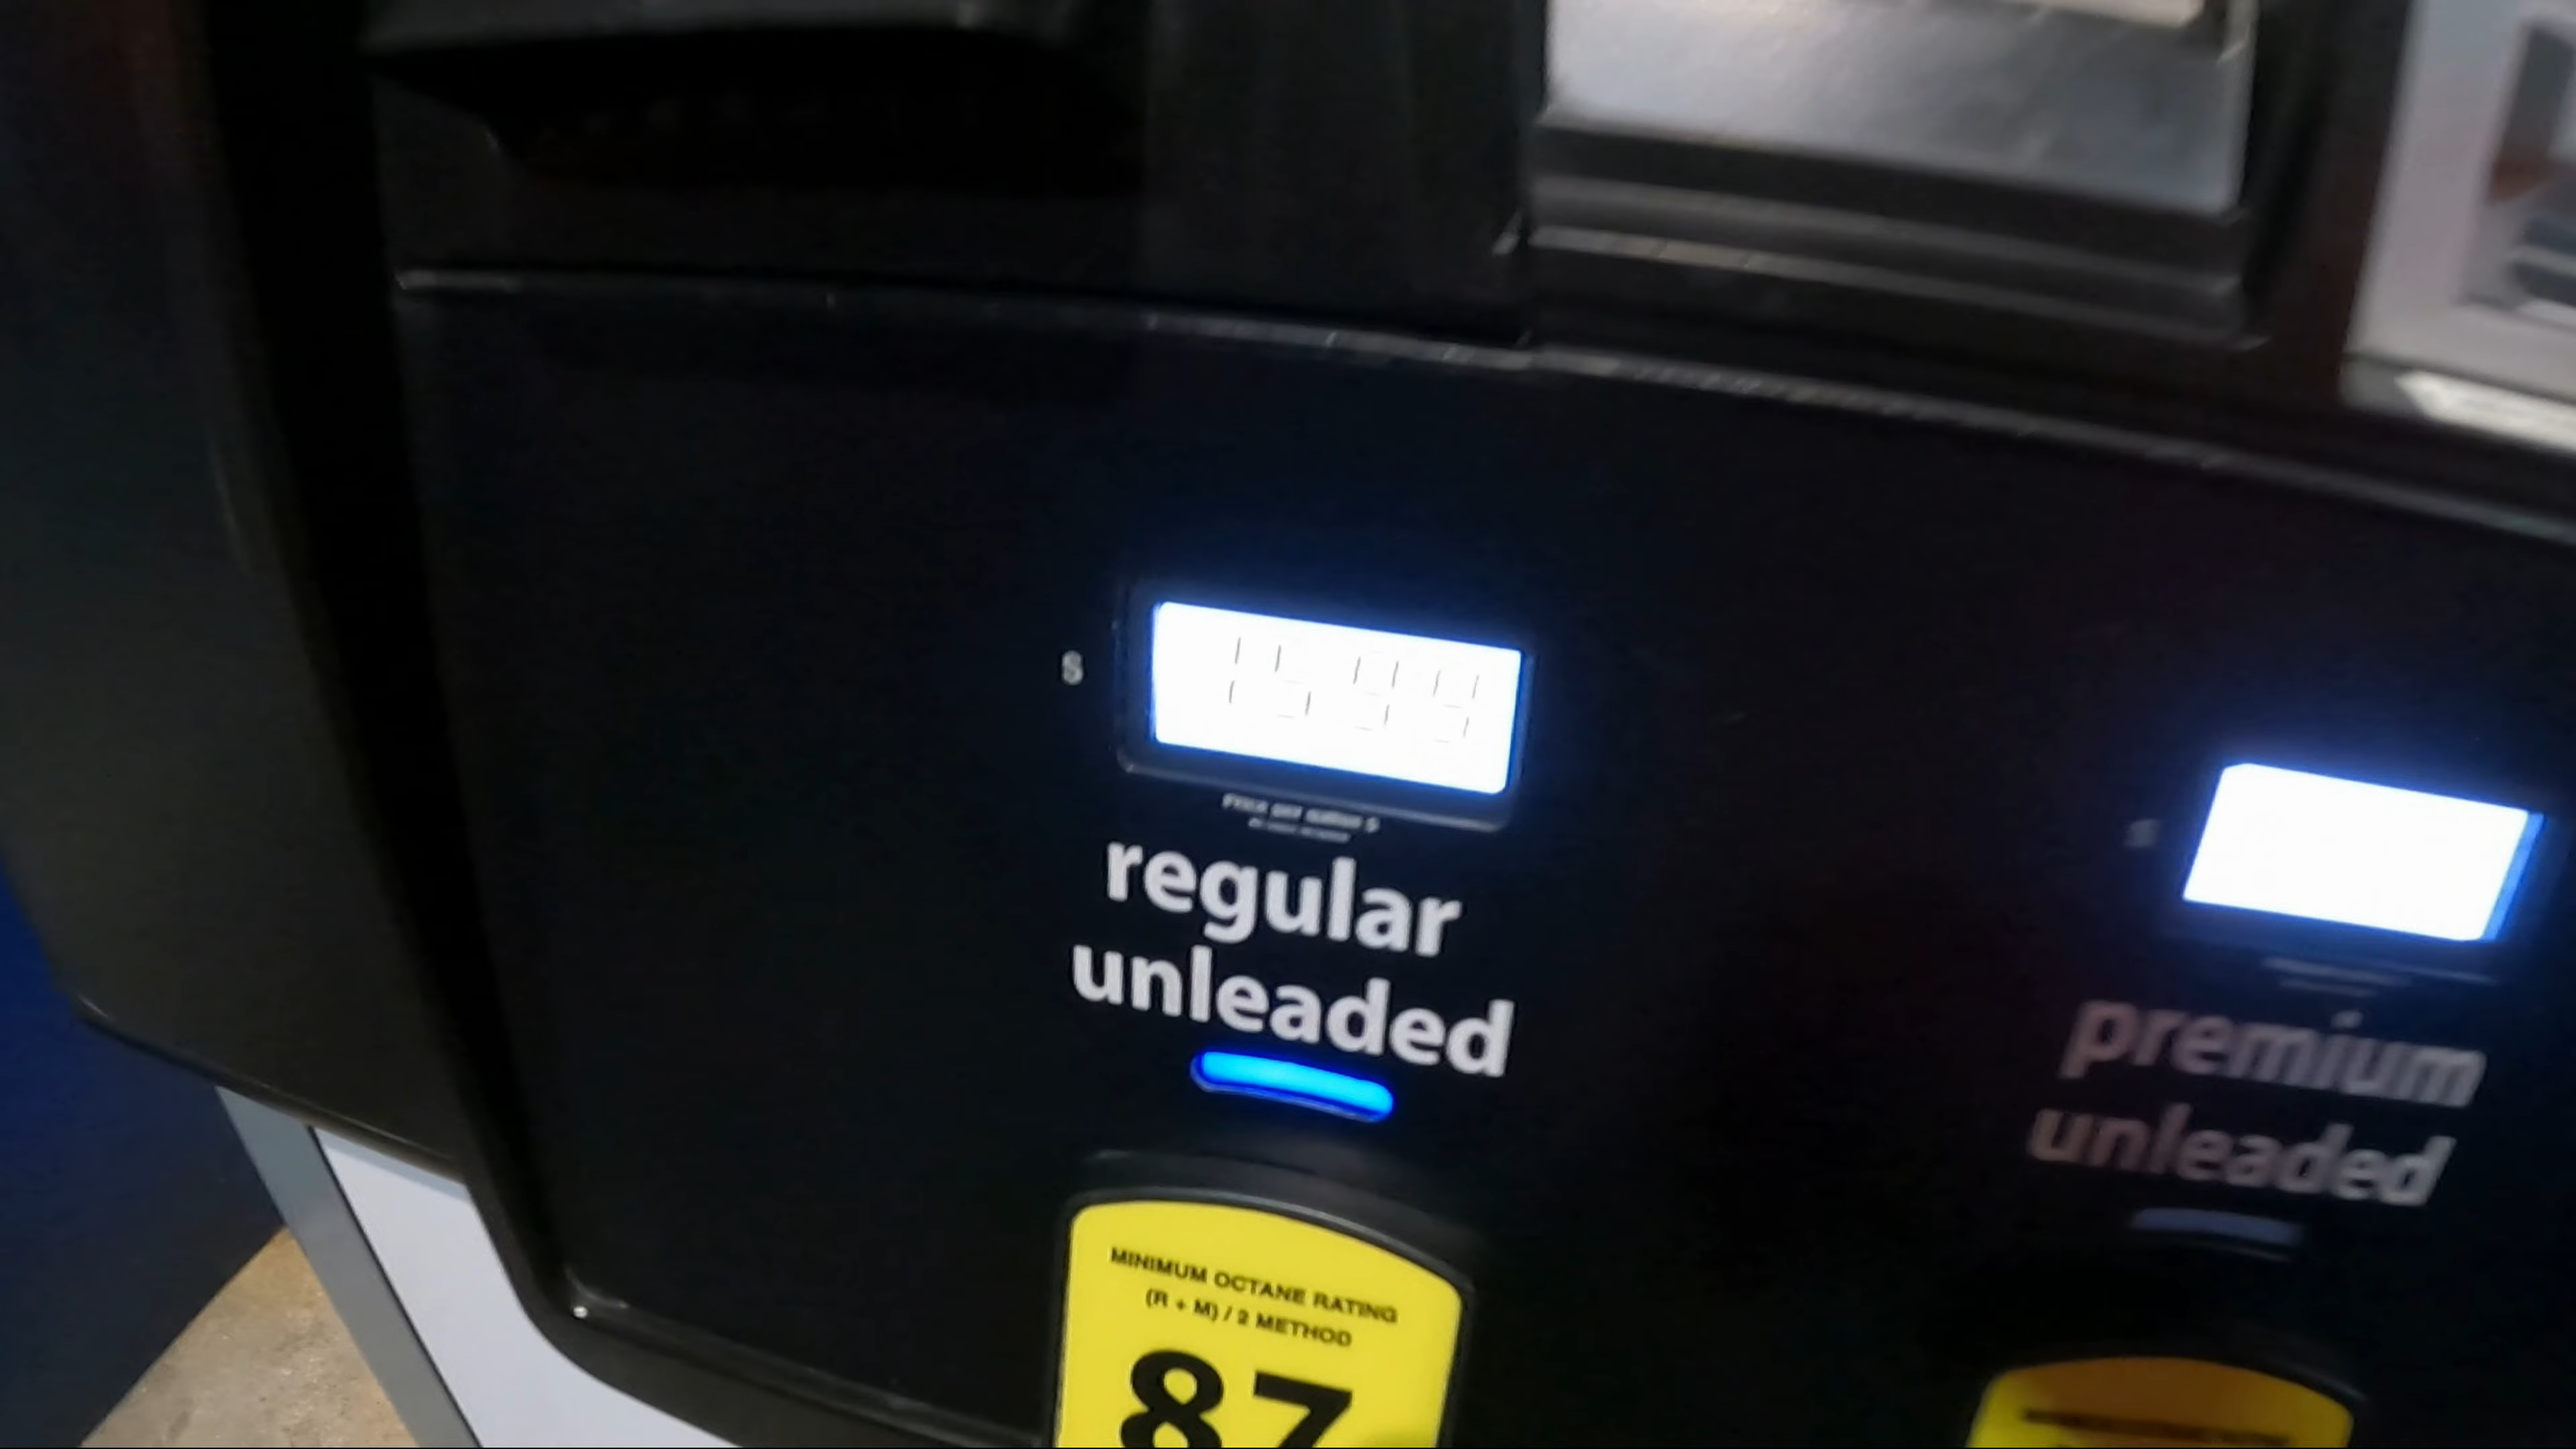 $
regular
unleaded
MINIMUM OCTANE RATING
(R + M) / 2 METHOD
87
premium
unleaded